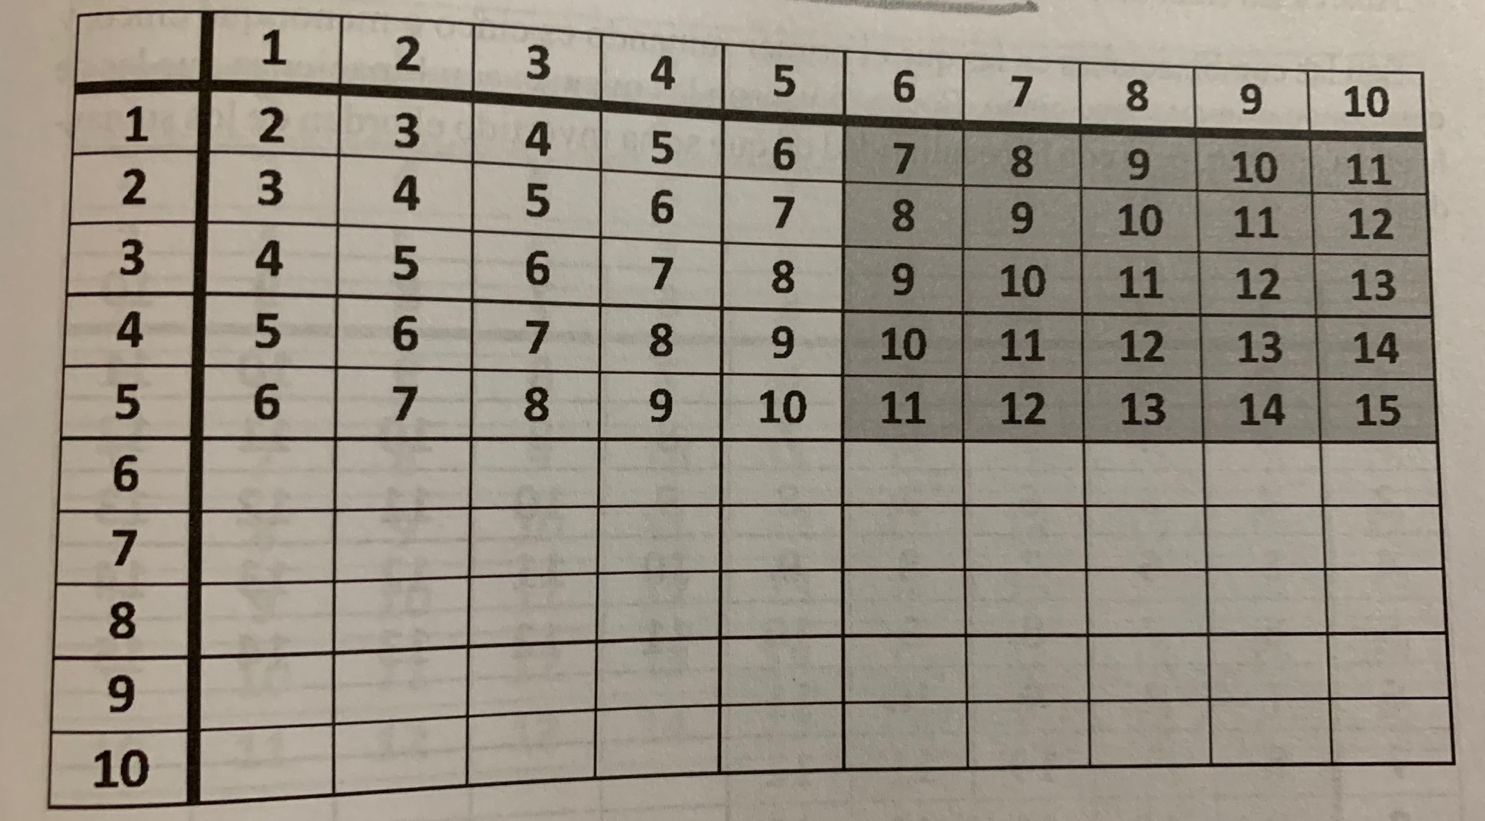 1 2 3 4 5 6 7 8 9 10
1 2 3 4 5 6 7 8 9 10 11
2 3 4 5 6 7 8 9 10 11 12
3 4 5 6 7 8 9 10 11 12 13
4 5 6 7 8 9 10 11 12 13 14
5 6 7 8 9 10 11 12 13 14 15
6
7
8
9
10